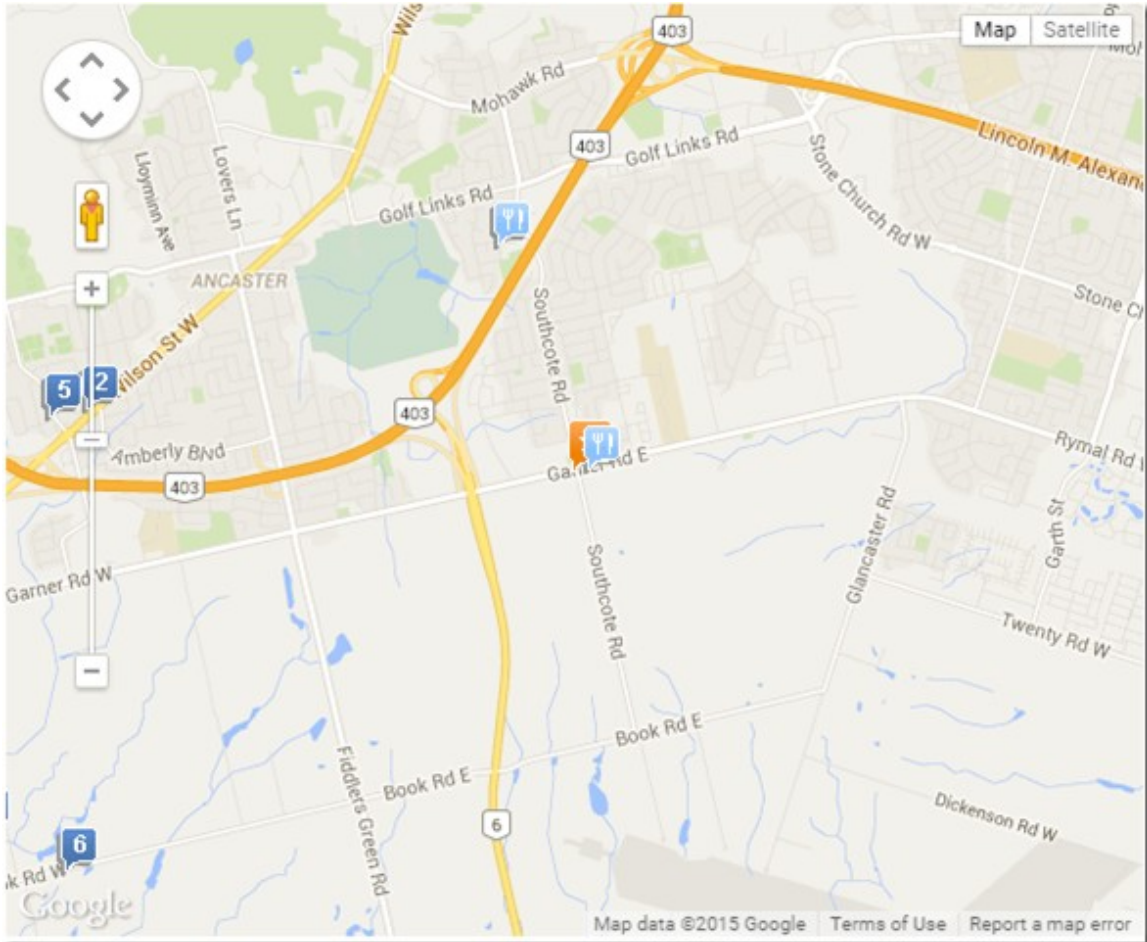 403
Map
Satellite
Mohawk Rd
403
Golf Links Rd
Lincoln M.
Lloyminn Ave
Lovers Ln
Golf Links Rd
Stone Church Rd W
ANCASTER
Southcote Rd
Stone
Wilson St W
5
2
403
Amberly Blvd
403
Rd E
Rymal Rd
Glancaster Rd
Garth St
Garner Rd W
Southcote Rd
Twenty Rd W
Book Rd E
Fiddlers Green Rd
Book Rd E
Dickenson Rd W
6
6
Rd W
Google
Map data ©2015 Google
Terms of Use
Report a map error